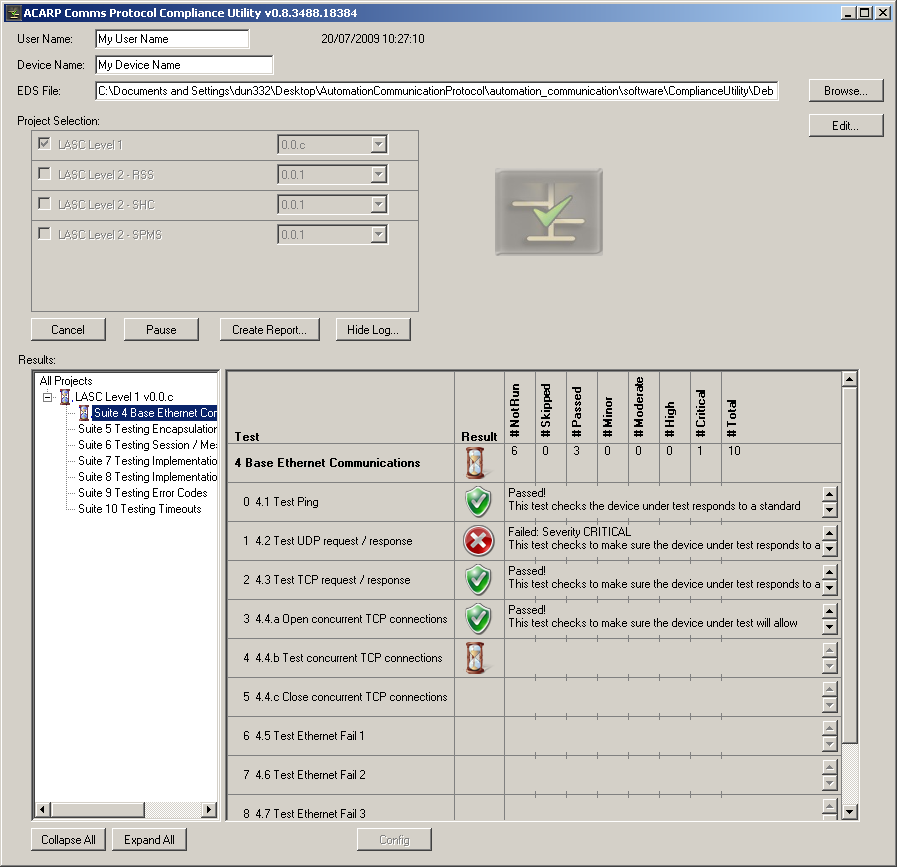 ACARP Comms Protocol Compliance Utility v0.8.3488.18384
User Name: My User Name 20/07/2009 10:27:10
Device Name: My Device Name
EDS File: C:\Documents and Settings\dun332\Desktop\AutomationCommunicationProtocol\automation_communication\software\ComplianceUtility\Deb Browse...
Edit...
Project Selection:
LASC Level 1 0.0.c
LASC Level 2 - RSS 0.0.1
LASC Level 2 - SHC 0.0.1
LASC Level 2 - SPMS 0.0.1
Cancel Pause Create Report... Hide Log...
Results:
All Projects
LASC Level 1 v0.0.c
Suite 4 Base Ethernet Cor
Suite 5 Testing Encapsulation
Suite 6 Testing Session / Me
Suite 7 Testing Implementatio
Suite 8 Testing Implementatio
Suite 9 Testing Error Codes
Suite 10 Testing Timeouts
Test Result # NotRun # Skipped # Passed # Minor # Moderate # High # Critical # Total
4 Base Ethernet Communications 6 0 3 0 0 0 1 10
0 4.1 Test Ping Passed!
This test checks the device under test responds to a standard
1 4.2 Test UDP request / response Failed: Severity CRITICAL
This test checks to make sure the device under test responds to a
2 4.3 Test TCP request / response Passed!
This test checks to make sure the device under test responds to a
3 4.4.a Open concurrent TCP connections Passed!
This test checks to make sure the device under test will allow
4 4.4.b Test concurrent TCP connections
5 4.4.c Close concurrent TCP connections
6 4.5 Test Ethernet Fail 1
7 4.6 Test Ethernet Fail 2
8 4.7 Test Ethernet Fail 3
Collapse All Expand All Config